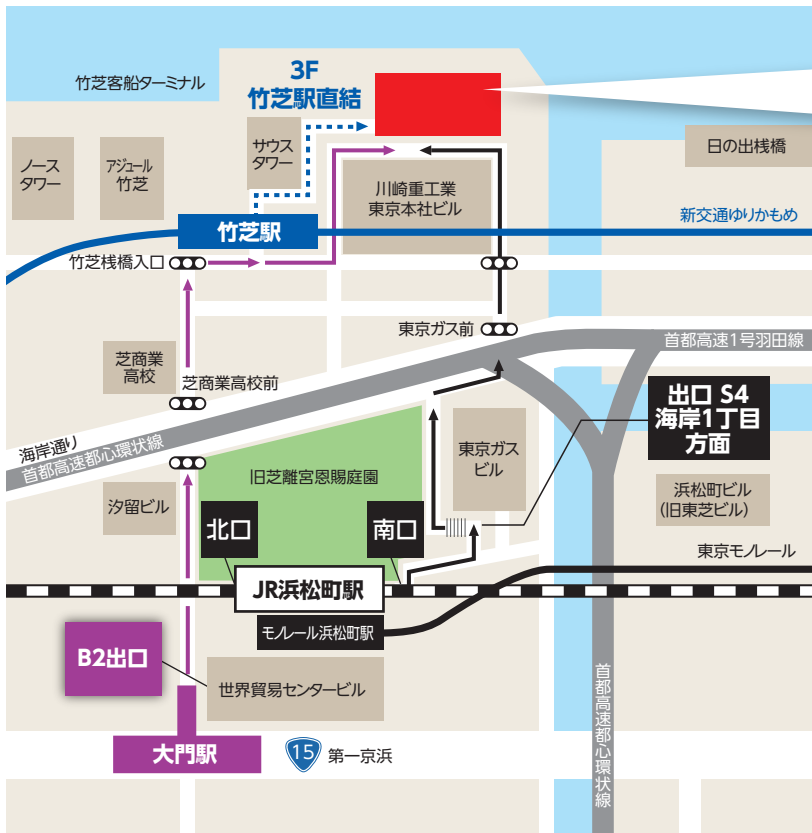 竹芝客船ターミナル
3F
竹芝駅直結
サウス
タワー
ノース
タワー
アジュール
竹芝
日の出桟橋
川崎重工業
東京本社ビル
竹芝駅
新交通ゆりかもめ
竹芝桟橋入口
東京ガス前
首都高速1号羽田線
芝商業
高校
芝商業高校前
出口 S4
海岸1丁目
方面
海岸通り
首都高速都心環状線
東京ガス
ビル
旧芝離宮恩賜庭園
汐留ビル
浜松町ビル
(旧東芝ビル)
北口
南口
東京モノレール
JR浜松町駅
モノレール浜松町駅
B2出口
世界貿易センタービル
首都高速都心環状線
大門駅
15
第一京浜